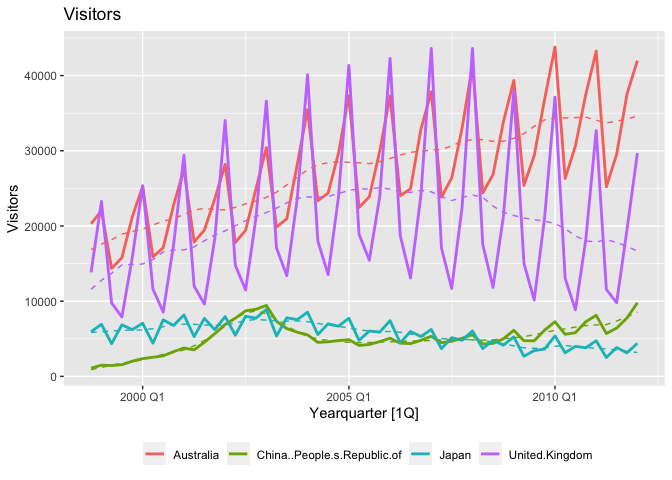 Visitors
Visitors
40000
30000
20000
10000
0
2000 Q1
2005 Q1
2010 Q1
Yearquarter [1Q]
Australia
China..People.s.Republic.of
Japan
United.Kingdom